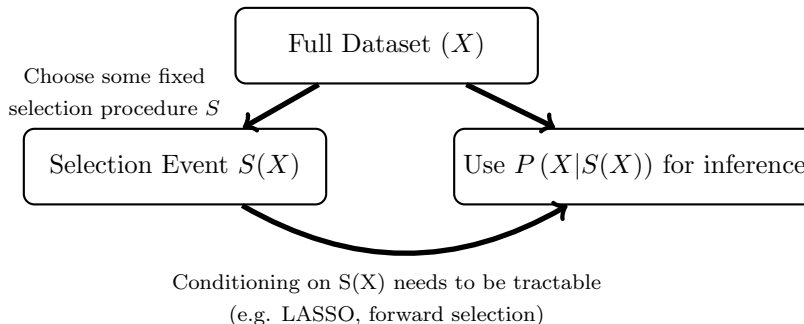 Full Dataset (X)
Choose some fixed
selection procedure S
Selection Event S(X)
Use P (X|S(X)) for inference
Conditioning on S(X) needs to be tractable
(e.g. LASSO, forward selection)